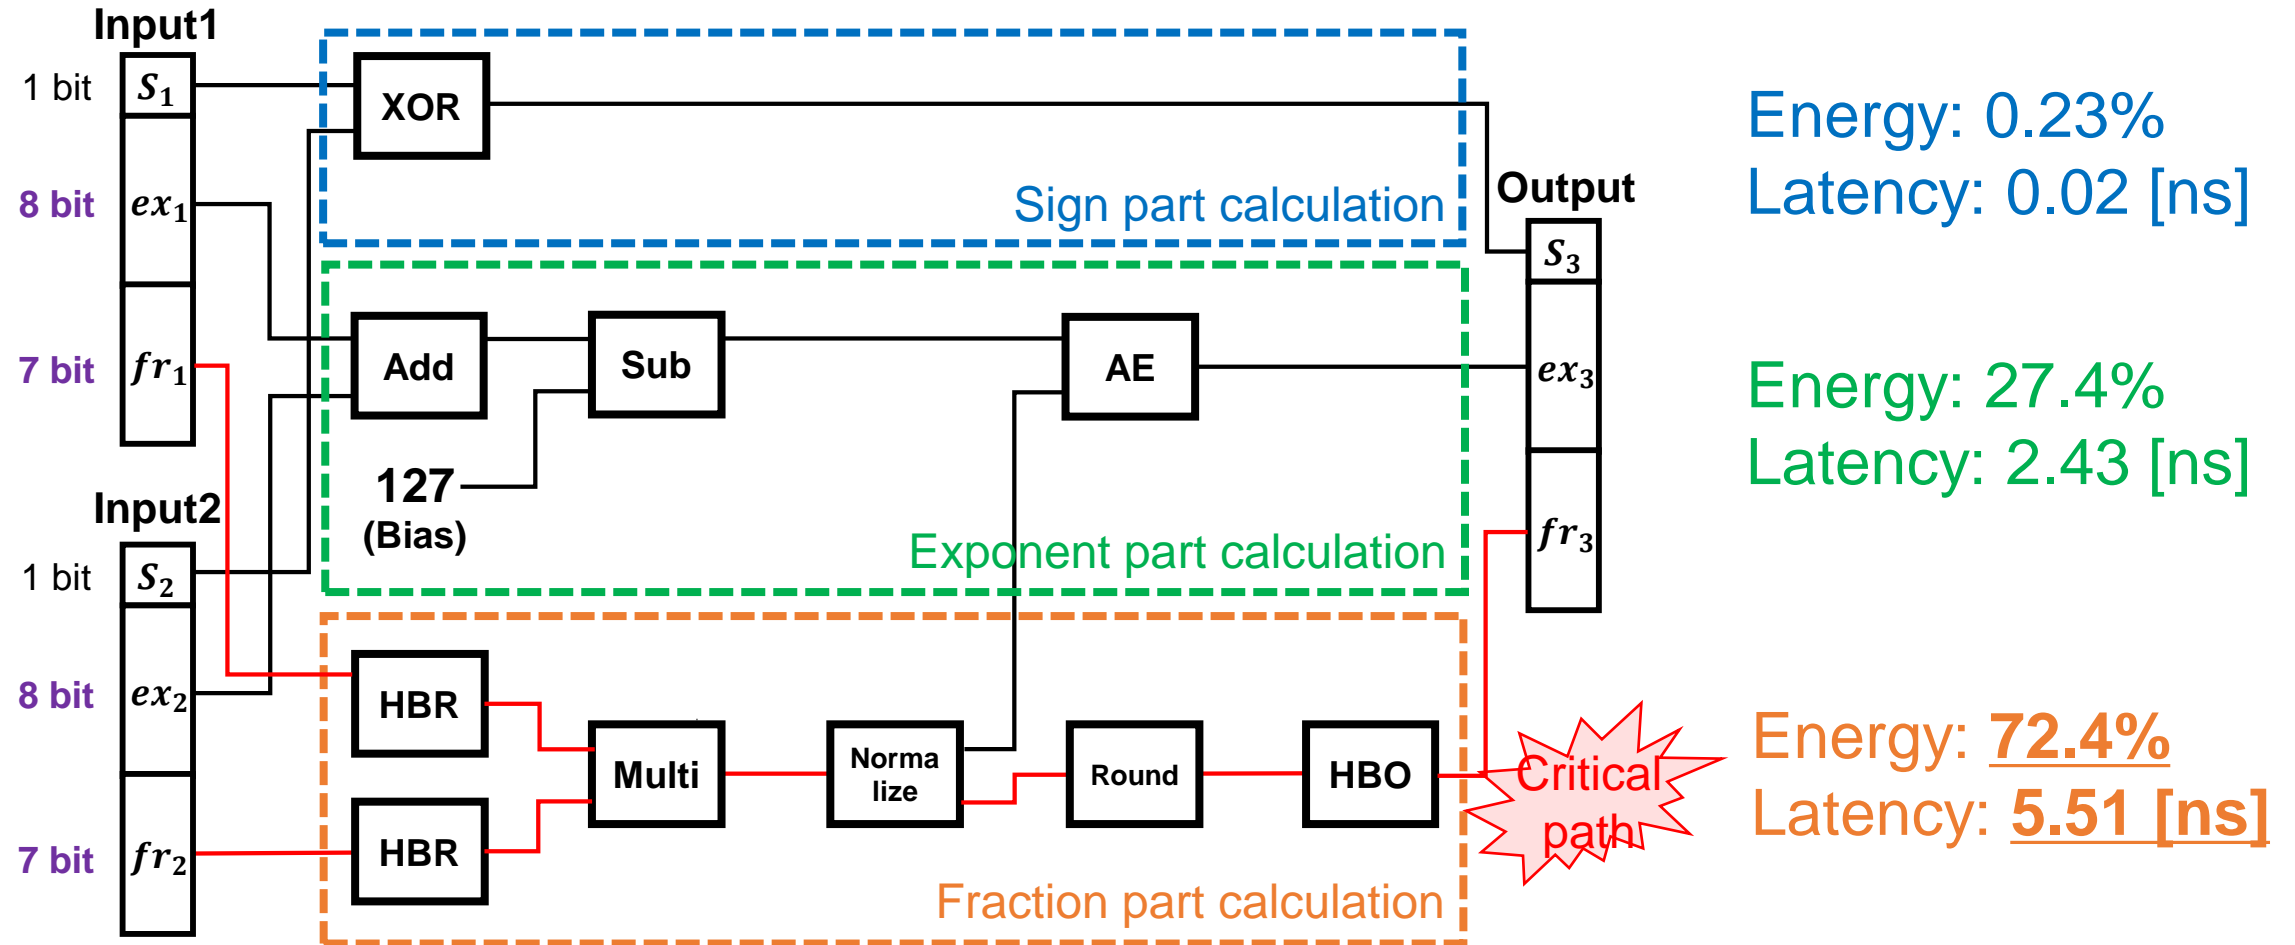 Input1
1 bit
S₁
8 bit
ex₁
7 bit
fr₁
Input2
1 bit
S₂
8 bit
ex₂
7 bit
fr₂
XOR
Sign part calculation
Add
Sub
AE
127
(Bias)
Exponent part calculation
HBR
HBR
Multi
Norma
lize
Round
HBO
Fraction part calculation
Critical
path
Output
S₃
ex₃
fr₃
Energy: 0.23%
Latency: 0.02 [ns]
Energy: 27.4%
Latency: 2.43 [ns]
Energy: 72.4%
Latency: 5.51 [ns]